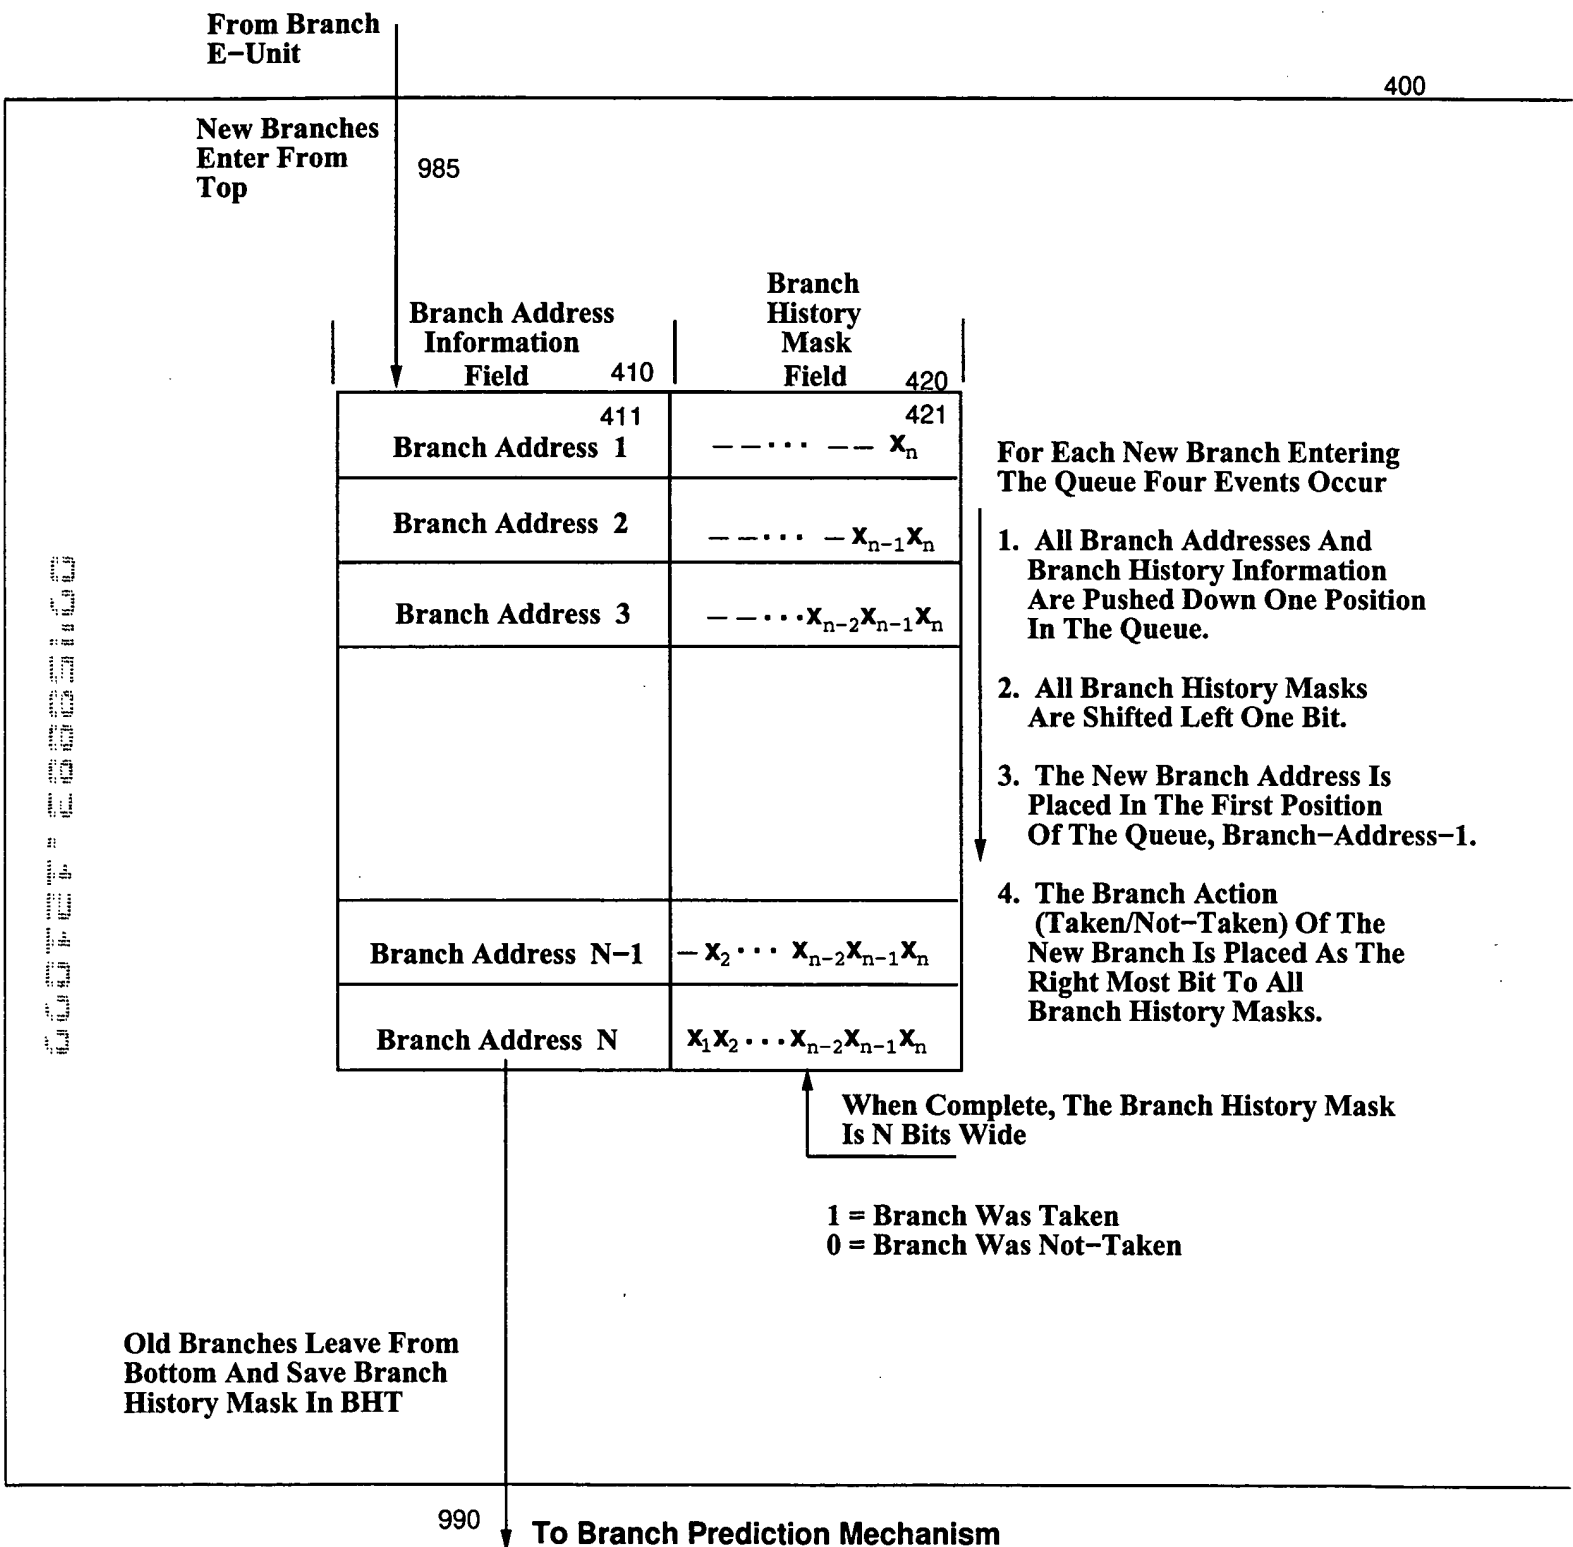 From Branch
E-Unit
400
New Branches
Enter From
Top
985
Branch Address
Information
Field 410
Branch
History
Mask
Field 420
411
Branch Address 1
421
— — · · · — — Xn
Branch Address 2
— — · · · — Xn-1Xn
Branch Address 3
— — · · · Xn-2Xn-1Xn
Branch Address N-1
— X2 · · · Xn-2Xn-1Xn
Branch Address N
X1X2 · · · Xn-2Xn-1Xn
For Each New Branch Entering
The Queue Four Events Occur
1. All Branch Addresses And
Branch History Information
Are Pushed Down One Position
In The Queue.
2. All Branch History Masks
Are Shifted Left One Bit.
3. The New Branch Address Is
Placed In The First Position
Of The Queue, Branch-Address-1.
4. The Branch Action
(Taken/Not-Taken) Of The
New Branch Is Placed As The
Right Most Bit To All
Branch History Masks.
When Complete, The Branch History Mask
Is N Bits Wide
1 = Branch Was Taken
0 = Branch Was Not-Taken
Old Branches Leave From
Bottom And Save Branch
History Mask In BHT
990
To Branch Prediction Mechanism